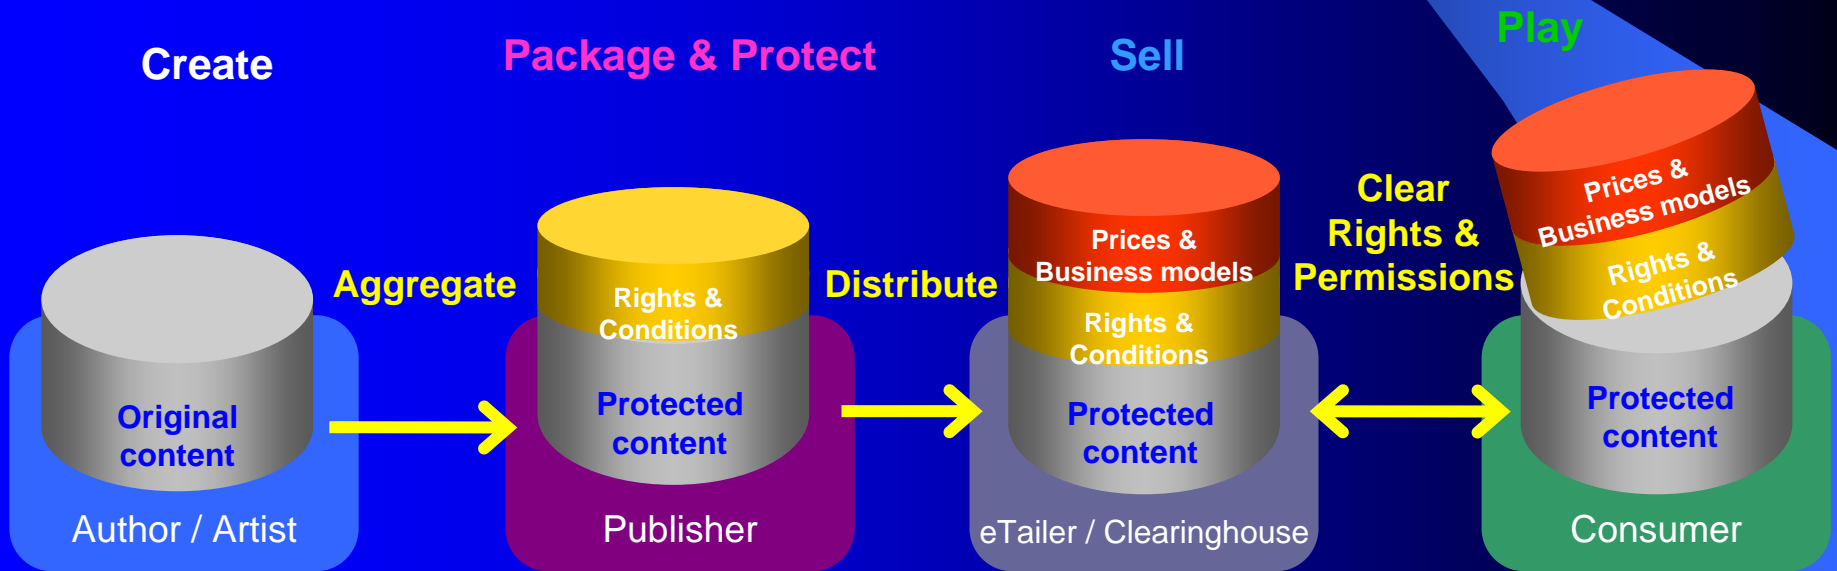 Create
Package & Protect
Sell
Play
Aggregate
Distribute
Clear
Rights &
Permissions
Original
content
Author / Artist
Rights &
Conditions
Protected
content
Publisher
Prices &
Business models
Rights &
Conditions
Protected
content
eTailer / Clearinghouse
Prices &
Business models
Rights &
Conditions
Protected
content
Consumer